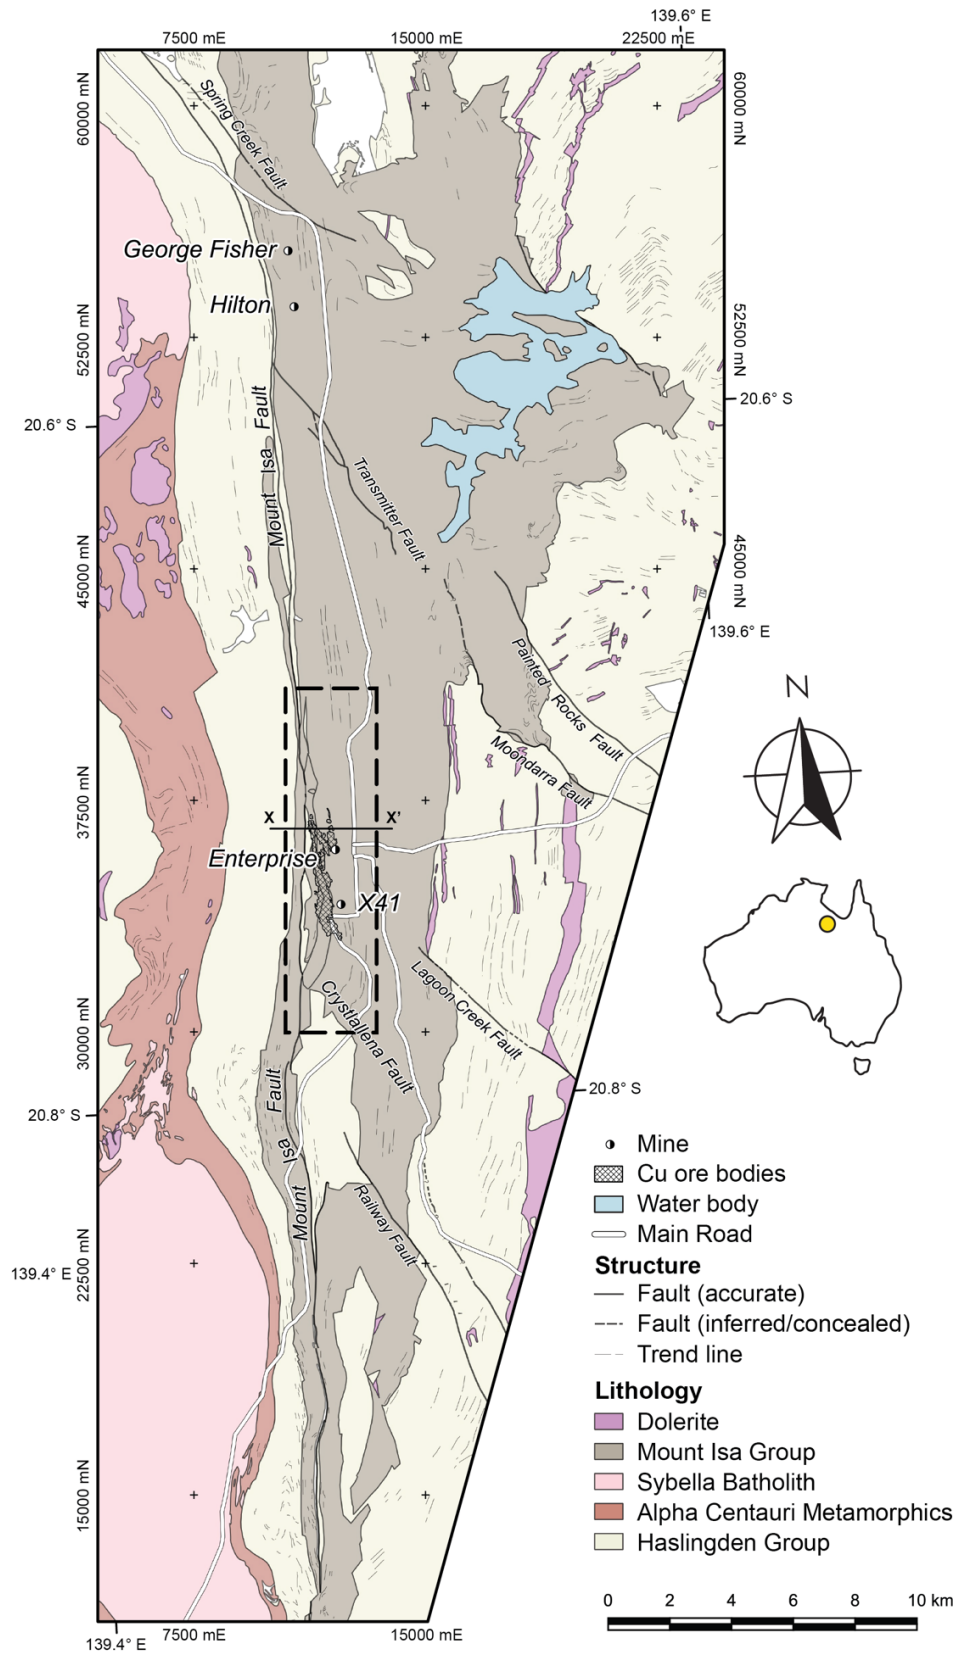 139.6° E
7500 mE
15000 mE
22500 mE
60000 mN
60000 mN
Spring Creek Fault
George Fisher
Hilton
52500 mN
52500 mN
20.6° S
20.6° S
Mount Isa Fault
Transmitter Fault
45000 mN
45000 mN
139.6° E
Painted Rocks Fault
N
Moondarra Fault
37500 mN
X
X'
Enterprise
X41
Lagoon Creek Fault
Crystallena Fault
30000 mN
20.8° S
20.8° S
Mount Isa Fault
Railway Fault
139.4° E
22500 mN
15000 mN
Mine
Cu ore bodies
Water body
Main Road
Structure
Fault (accurate)
Fault (inferred/concealed)
Trend line
Lithology
Dolerite
Mount Isa Group
Sybella Batholith
Alpha Centauri Metamorphics
Haslingden Group
0 2 4 6 8 10 km
7500 mE
15000 mE
139.4° E